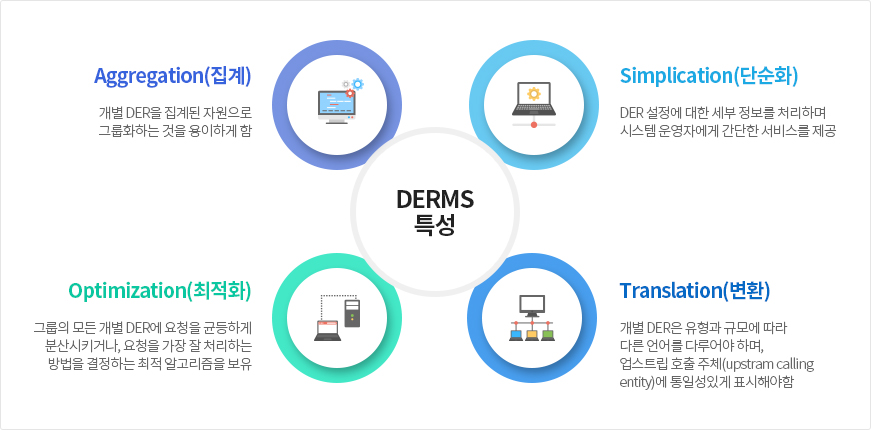 Aggregation(집계)
개별 DER을 집계된 자원으로
그룹화하는 것을 용이하게 함
Simplication(단순화)
DER 설정에 대한 세부 정보를 처리하며
시스템 운영자에게 간단한 서비스를 제공
DERMS
특성
Optimization(최적화)
그룹의 모든 개별 DER에 요청을 균등하게
분산시키거나, 요청을 가장 잘 처리하는
방법을 결정하는 최적 알고리즘을 보유
Translation(변환)
개별 DER은 유형과 규모에 따라
다른 언어를 다루어야 하며,
업스트립 호출 주체(upstram calling
entity)에 통일성있게 표시해야함